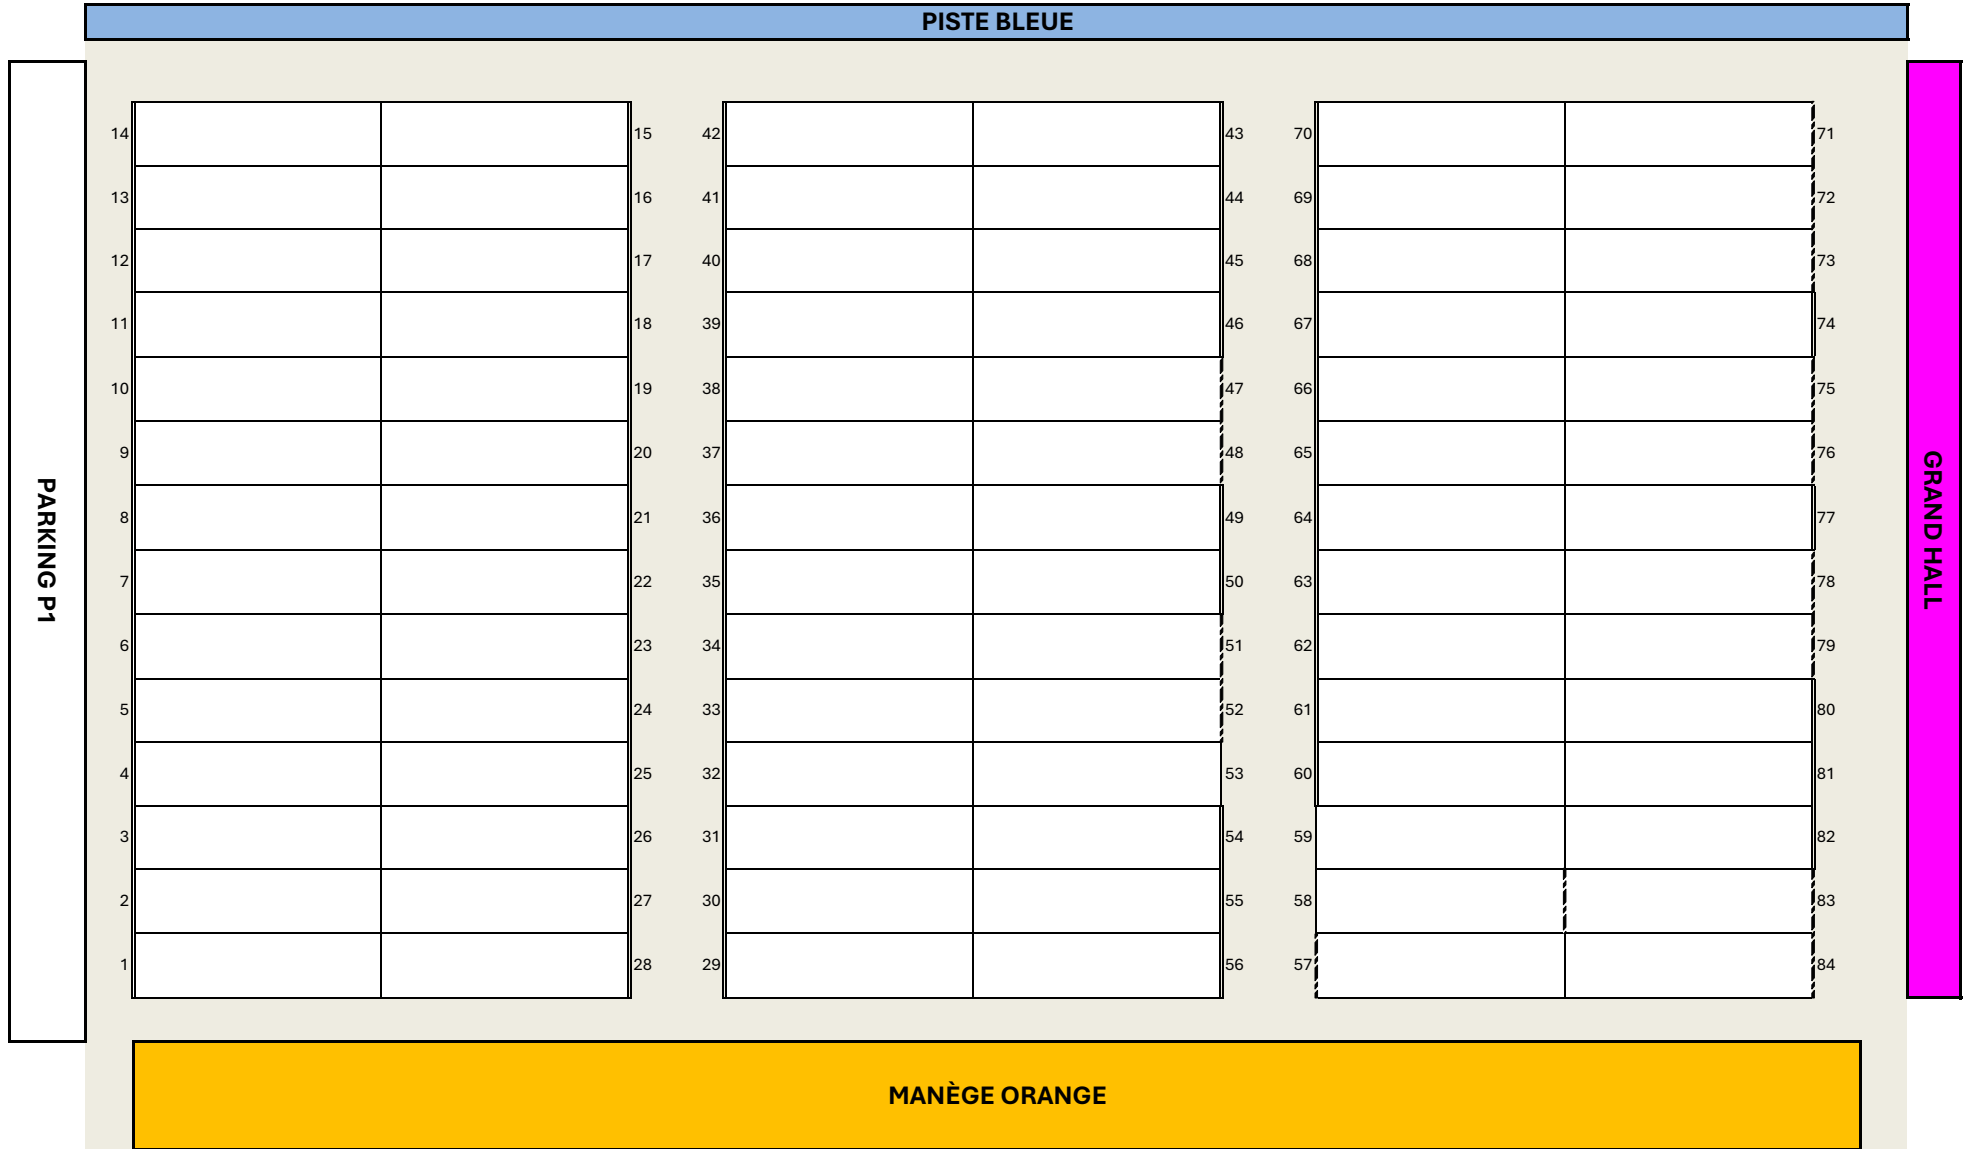 PISTE BLEUE
PARKING P1
GRAND HALL
14 15 42 43 70 71
13 16 41 44 69 72
12 17 40 45 68 73
11 18 39 46 67 74
10 19 38 47 66 75
9 20 37 48 65 76
8 21 36 49 64 77
7 22 35 50 63 78
6 23 34 51 62 79
5 24 33 52 61 80
4 25 32 53 60 81
3 26 31 54 59 82
2 27 30 55 58 83
1 28 29 56 57 84
MANÈGE ORANGE